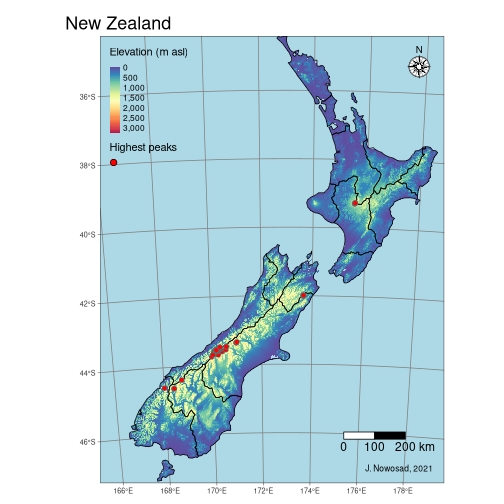 New Zealand
Elevation (m asl)
0
500
1,000
1,500
2,000
2,500
3,000
Highest peaks
N
36°S
38°S
40°S
42°S
44°S
46°S
0 100 200 km
J. Nowosad, 2021
166°E 168°E 170°E 172°E 174°E 176°E 178°E